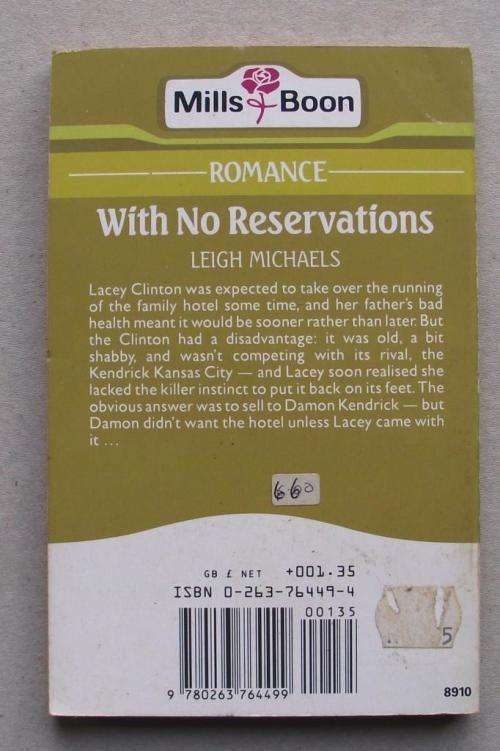 Mills & Boon
ROMANCE
With No Reservations
LEIGH MICHAELS
Lacey Clinton was expected to take over the running
of the family hotel some time, and her father's bad
health meant it would be sooner rather than later. But
the Clinton had a disadvantage: it was old, a bit
shabby, and wasn't competing with its rival, the
Kendrick Kansas City — and Lacey soon realised she
lacked the killer instinct to put it back on its feet. The
obvious answer was to sell to Damon Kendrick — but
Damon didn't want the hotel unless Lacey came with
it ...
660
GB £ NET +001.35
ISBN 0-263-76449-4
00135
9 780263 764499
5
8910